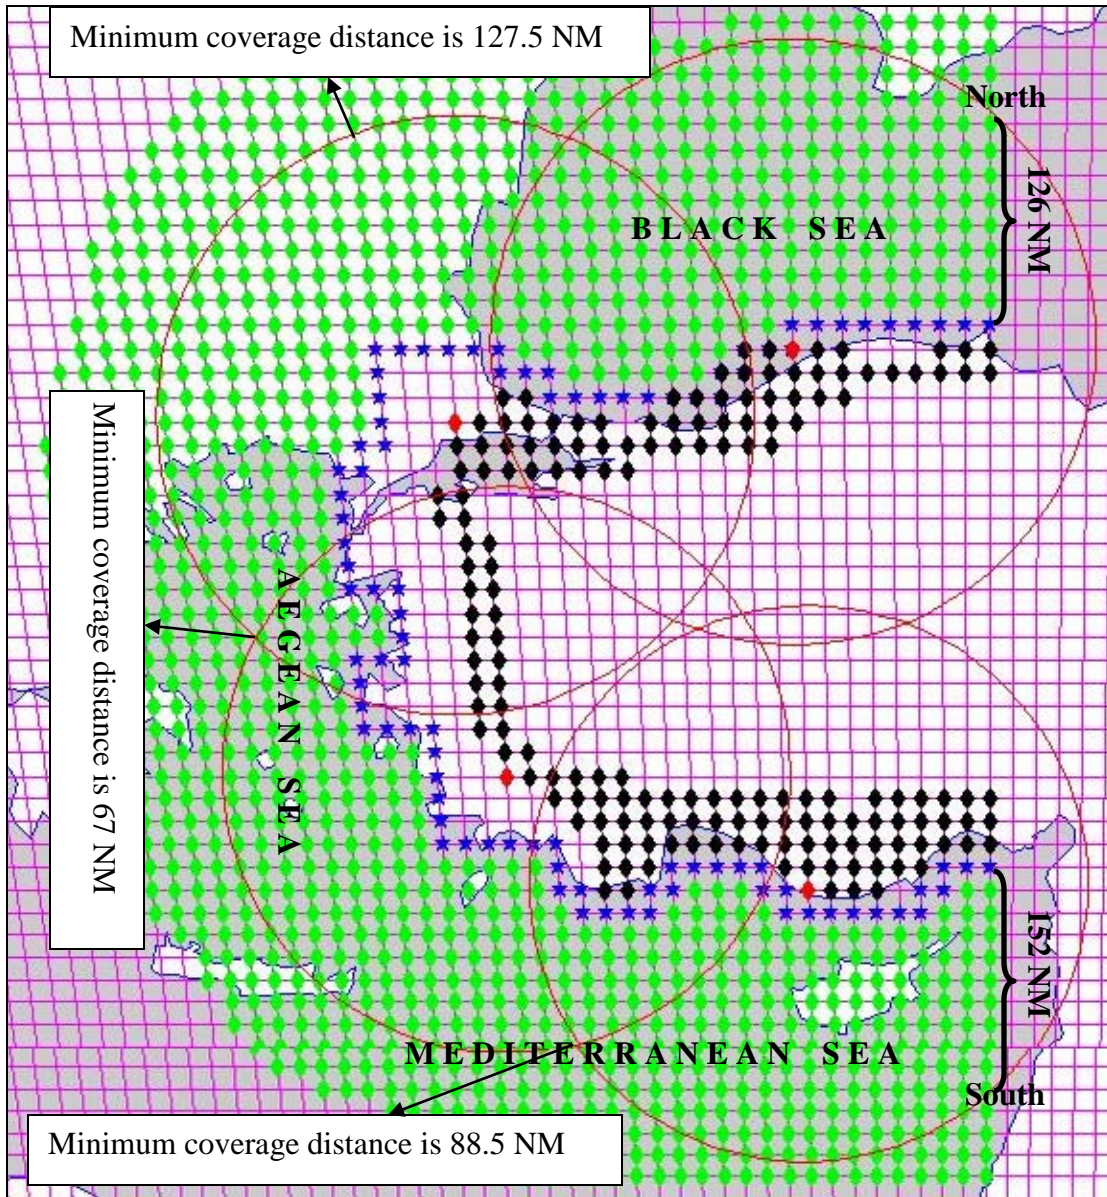 Minimum coverage distance is 127.5 NM
North
126 NM
BLACK SEA
Minimum coverage distance is 67 NM
AEGEAN SEA
152 NM
MEDITERRANEAN SEA
South
Minimum coverage distance is 88.5 NM